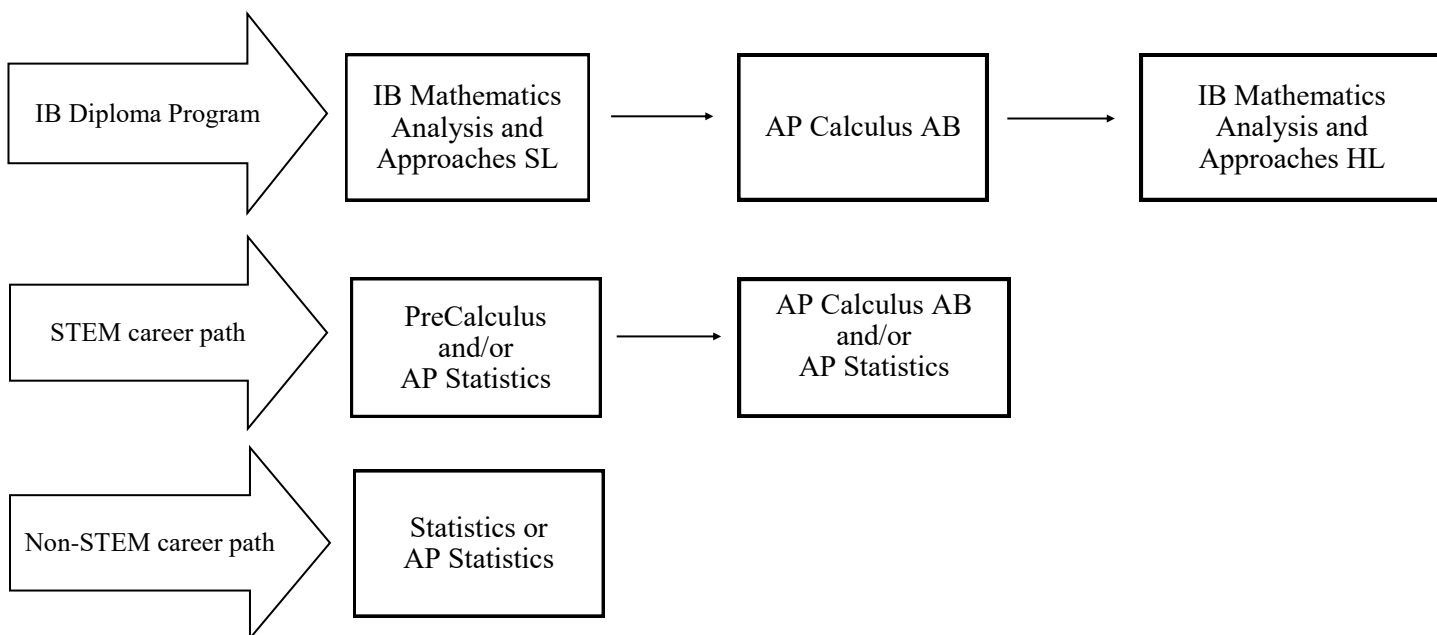 IB Diploma Program
IB Mathematics
Analysis and
Approaches SL
AP Calculus AB
IB Mathematics
Analysis and
Approaches HL
STEM career path
PreCalculus
and/or
AP Statistics
AP Calculus AB
and/or
AP Statistics
Non-STEM career path
Statistics or
AP Statistics